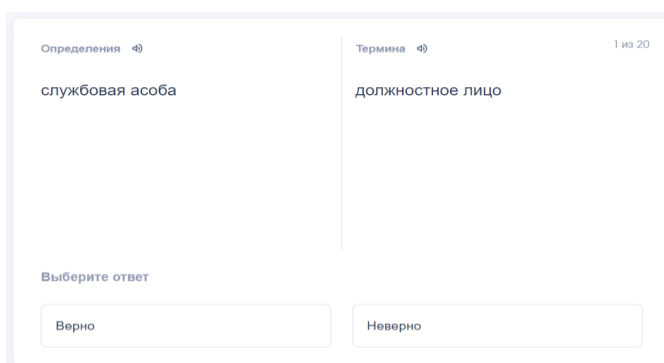 Определения
Термина
1 из 20
службовая асоба
должностное лицо
Выберите ответ
Верно
Неверно